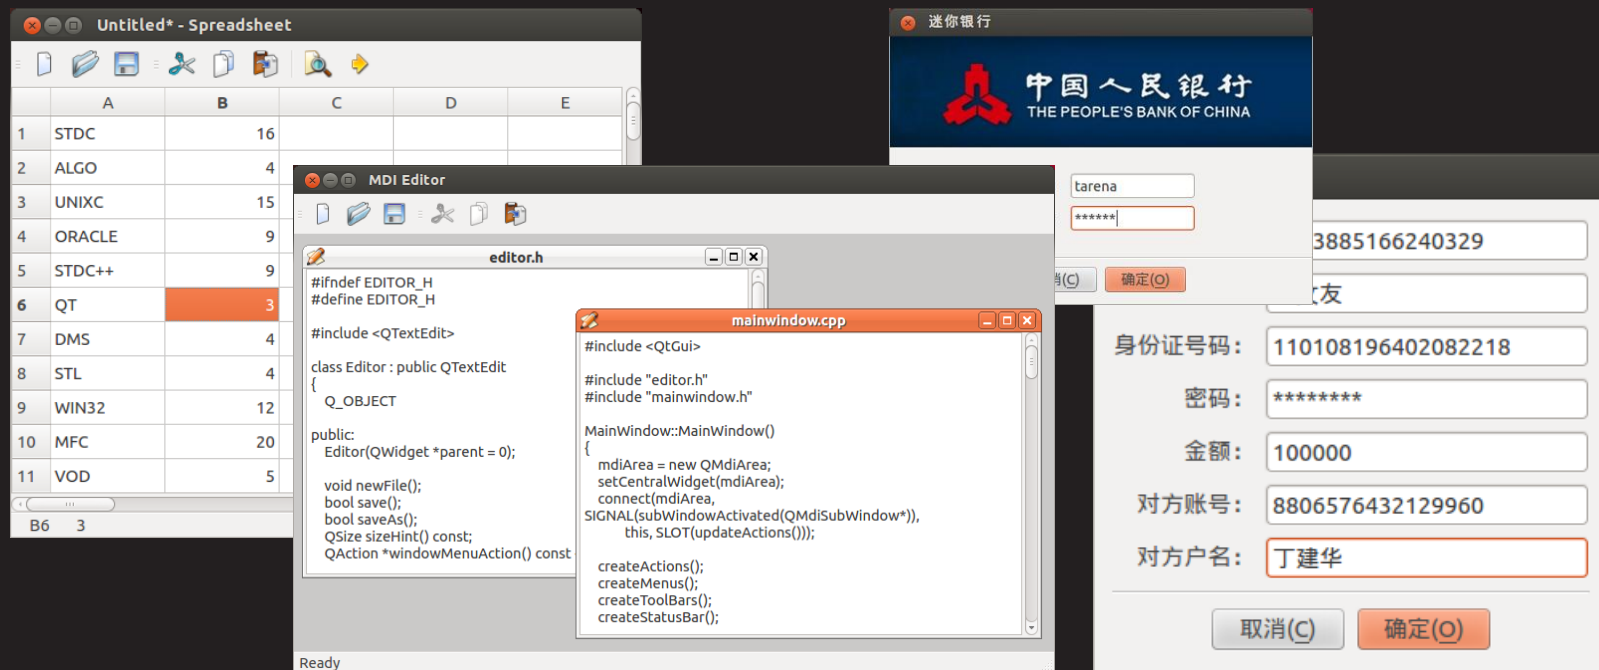 Untitled* - Spreadsheet
A B C D E
1 STDC 16
2 ALGO 4
3 UNIXC 15
4 ORACLE 9
5 STDC++ 9
6 QT 3
7 DMS 4
8 STL 4
9 WIN32 12
10 MFC 20
11 VOD 5
B6 3
MDI Editor
editor.h
#ifndef EDITOR_H
#define EDITOR_H
#include <QTextEdit>
class Editor : public QTextEdit
{
Q_OBJECT
public:
Editor(QWidget *parent = 0);
void newFile();
bool save();
bool saveAs();
QSize sizeHint() const;
QAction *windowMenuAction() const
mainwindow.cpp
#include <QtGui>
#include "editor.h"
#include "mainwindow.h"
MainWindow::MainWindow()
{
mdiArea = new QMdiArea;
setCentralWidget(mdiArea);
connect(mdiArea,
SIGNAL(subWindowActivated(QMdiSubWindow*)),
this, SLOT(updateActions()));
createActions();
createMenus();
createToolBars();
createStatusBar();
Ready
迷你银行
中国人民银行
THE PEOPLE'S BANK OF CHINA
tarena
******
(C) 确定(O)
3885166240329
友
身份证号码: 110108196402082218
密码: ********
金额: 100000
对方账号: 8806576432129960
对方户名: 丁建华
取消(C) 确定(O)